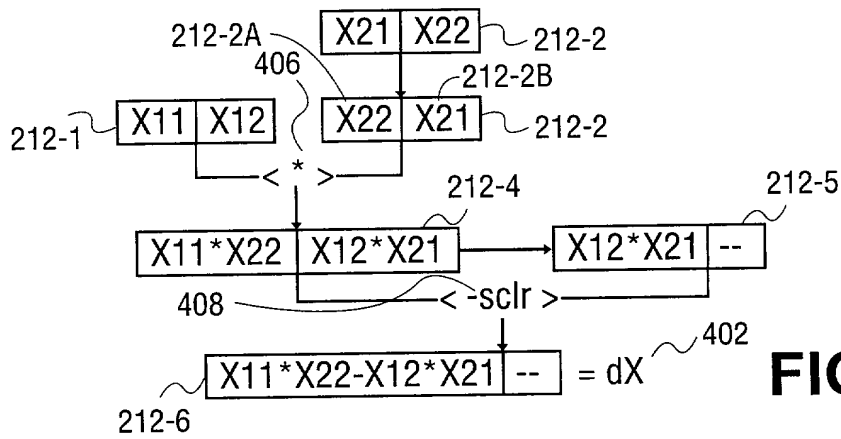 X21 X22 212-2
212-2A
406
212-2B
212-1 X11 X12
X22 X21 212-2
< * >
212-4
212-5
X11*X22 X12*X21
X12*X21 --
408
< -sclr >
402
X11*X22-X12*X21 -- = dX
212-6
FIG